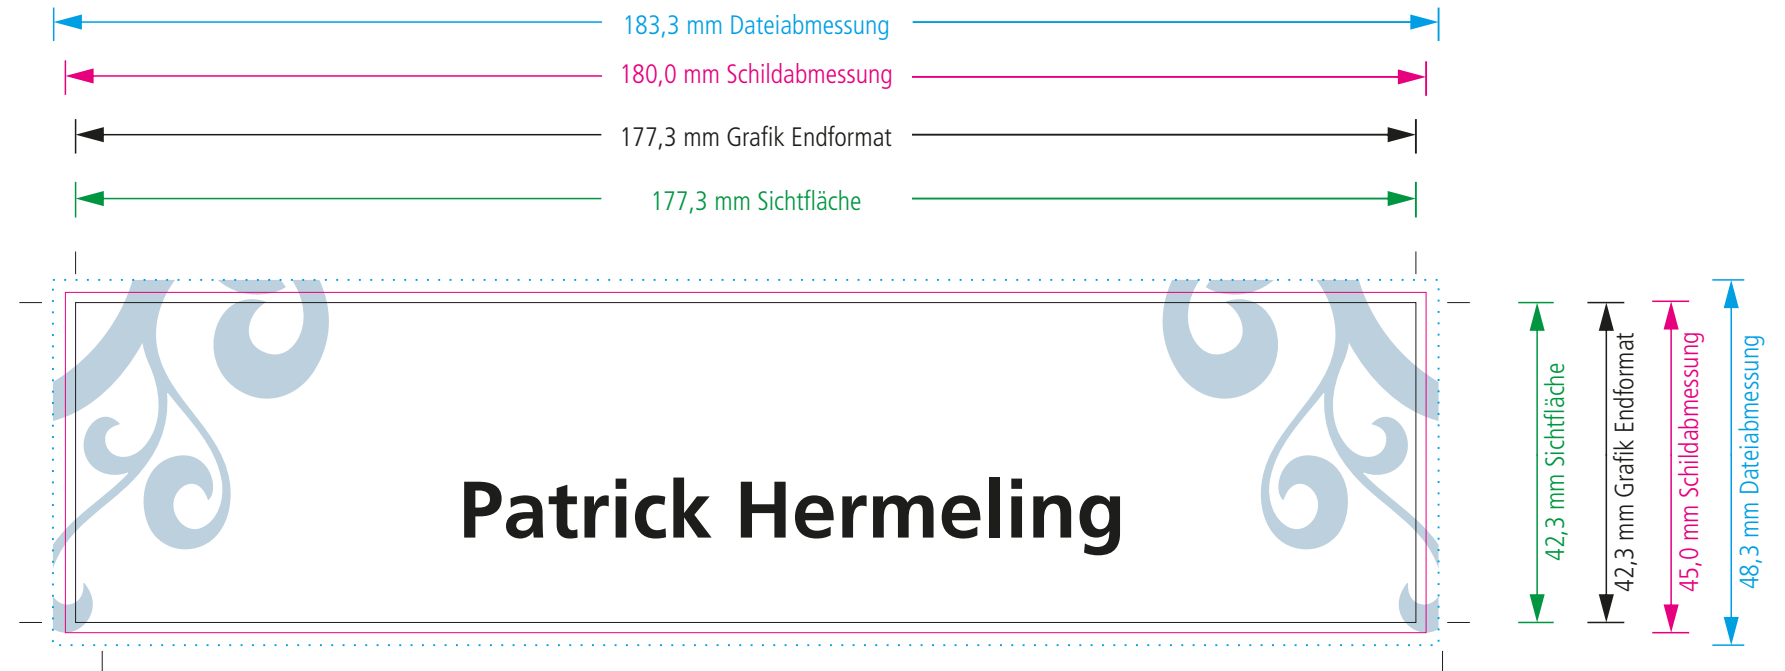 183,3 mm Dateiabmessung
180,0 mm Schildabmessung
177,3 mm Grafik Endformat
177,3 mm Sichtfläche
Patrick Hermeling
42,3 mm Sichtfläche
42,3 mm Grafik Endformat
45,0 mm Schildabmessung
48,3 mm Dateiabmessung